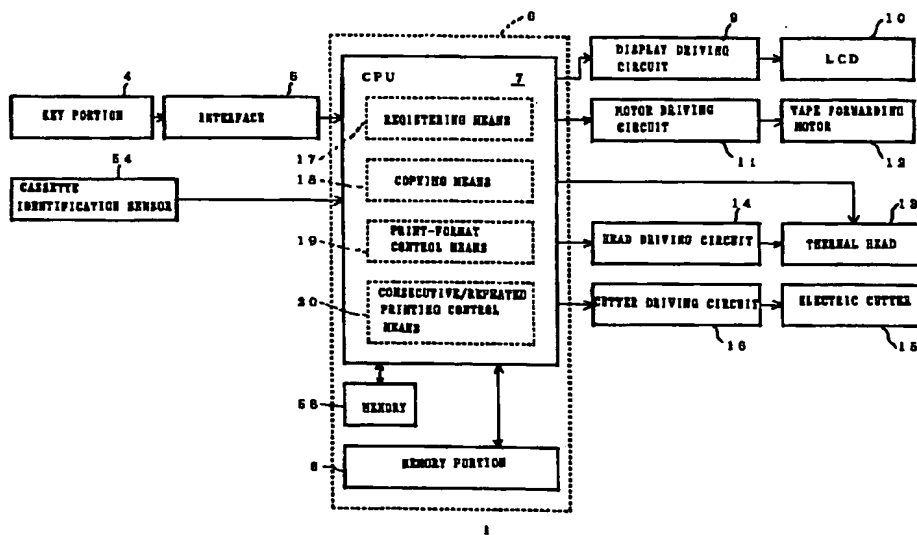 6
9
10
DISPLAY DRIVING
CIRCUIT
LCD
CPU
7
4
5
KEY PORTION
INTERFACE
REGISTERING MEANS
MOTOR DRIVING
CIRCUIT
TAPE FORWARDING
MOTOR
17
11
12
54
18
COPYING MEANS
CASSETTE
IDENTIFICATION SENSOR
14
13
19
PRINT-FORMAT
CONTROL MEANS
HEAD DRIVING CIRCUIT
THERMAL HEAD
20
CONSECUTIVE/REPEATED
PRINTING CONTROL
MEANS
CUTTER DRIVING CIRCUIT
ELECTRIC CUTTER
16
15
MEMORY
MEMORY PORTION
1